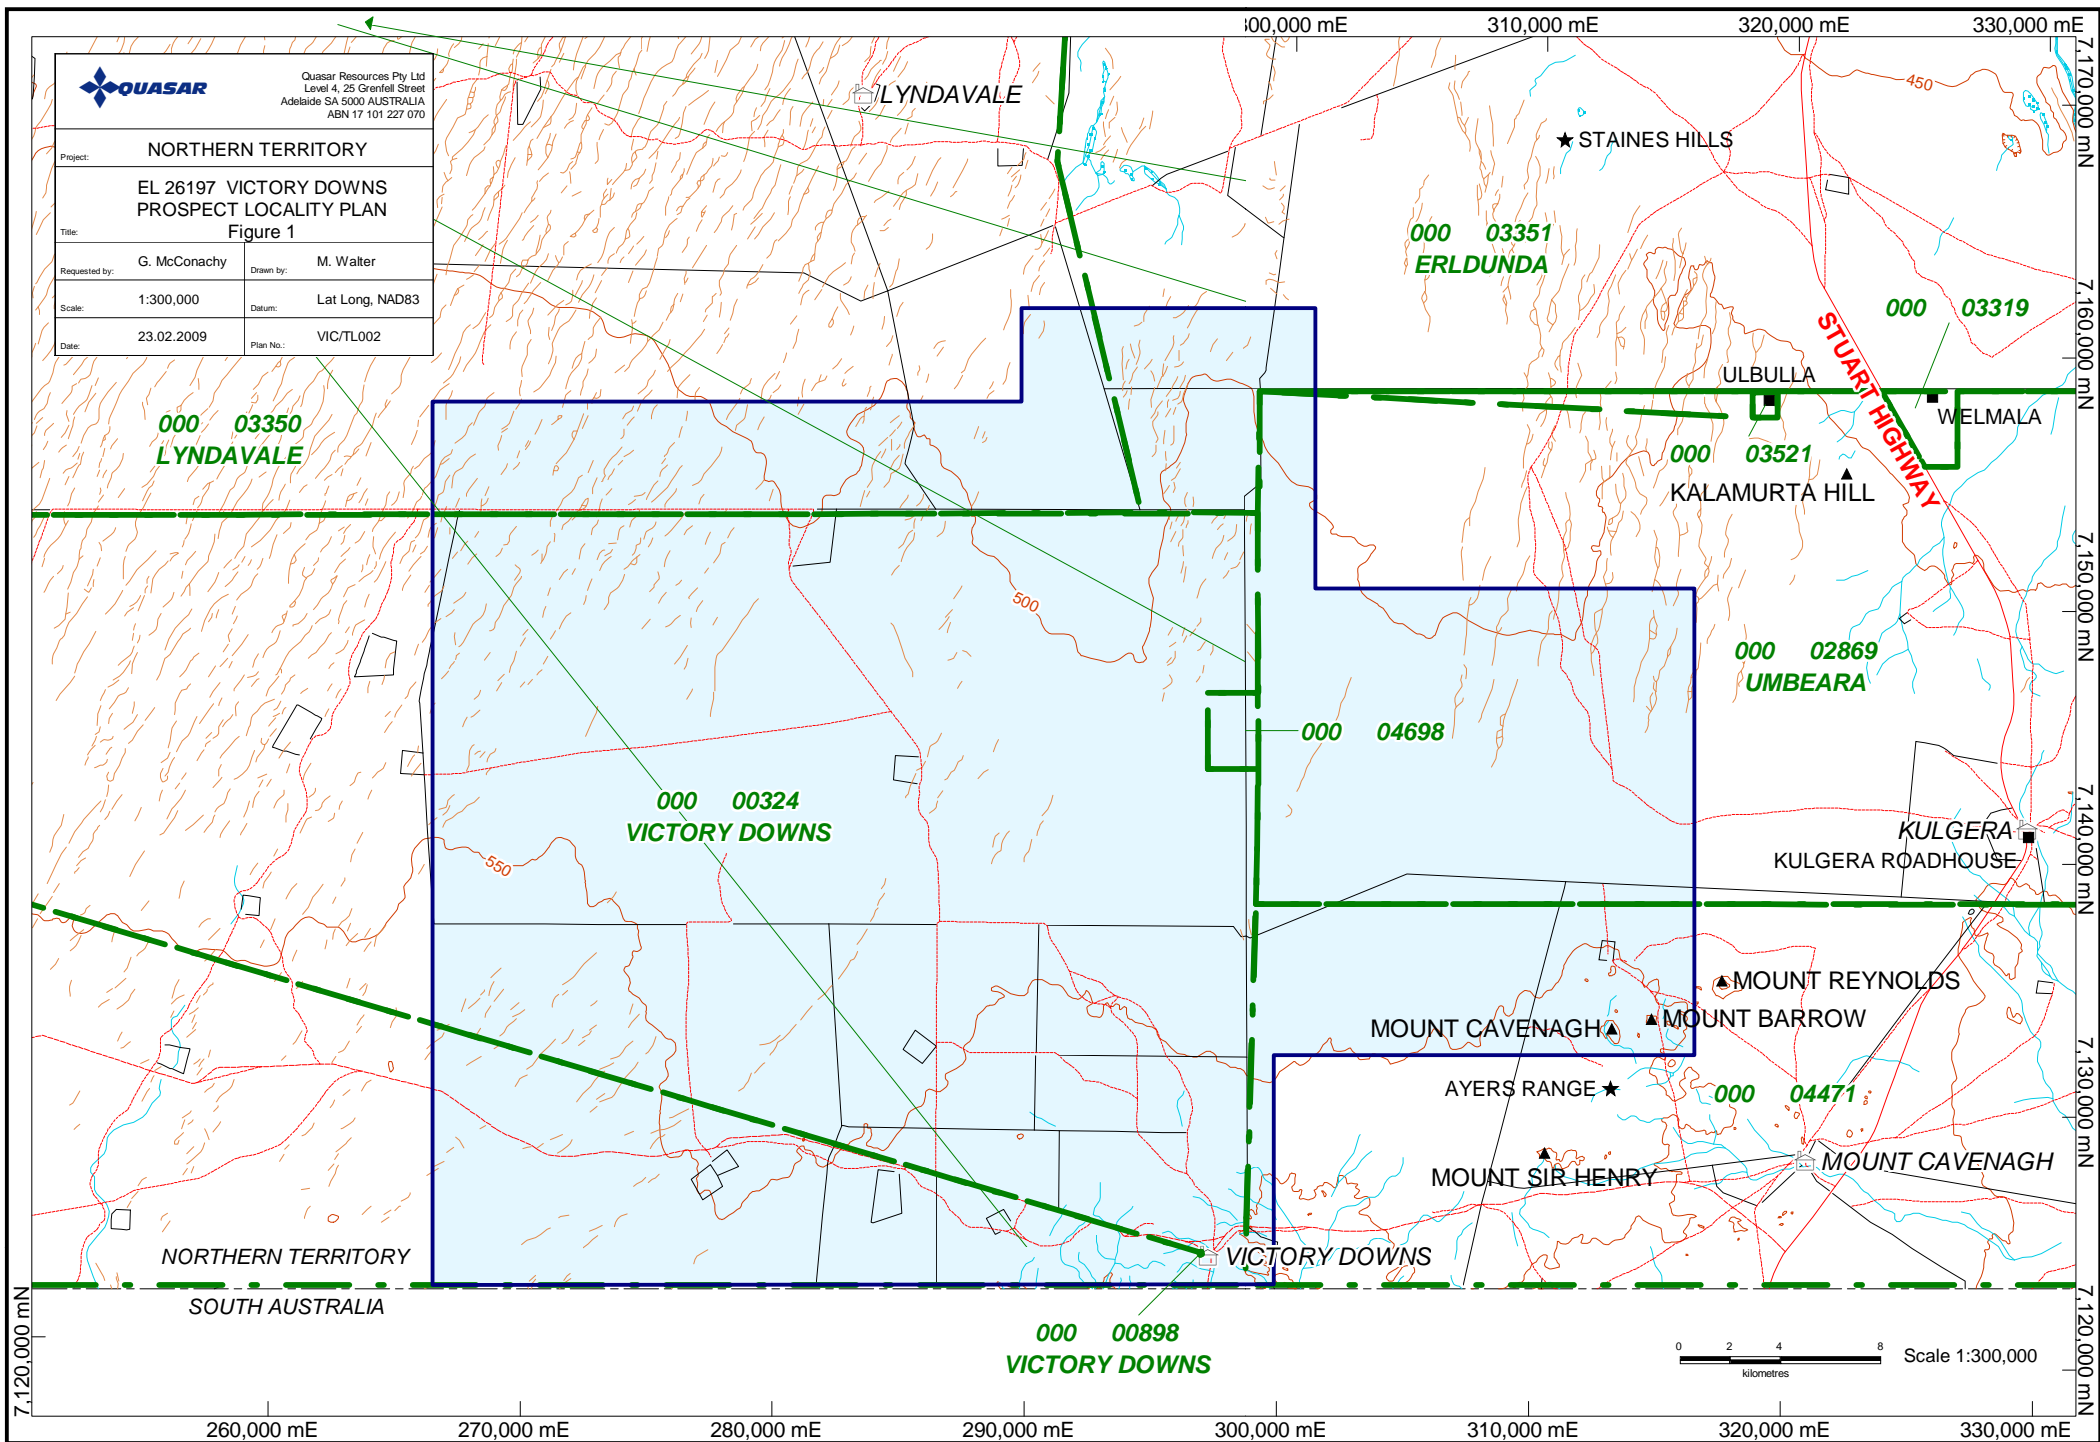 00,000 mE
310,000 mE
320,000 mE
330,000 mE
QUASAR
Quasar Resources Pty Ltd
Level 4, 25 Grenfell Street
Adelaide SA 5000 AUSTRALIA
ABN 17 101 227 070
Project: NORTHERN TERRITORY
EL 26197 VICTORY DOWNS
PROSPECT LOCALITY PLAN
Title: Figure 1
Requested by: G. McConachy
Drawn by: M. Walter
Scale: 1:300,000
Datum: Lat Long, NAD83
Date: 23.02.2009
Plan No.: VIC/TL002
LYNDAVALE
450
7,170,000 mN
STAINES HILLS
000 03351
ERLDUNDA
000 03319
7,160,000 mN
STUART HIGHWAY
ULBULLA
WELMALA
000 03350
LYNDAVALE
000 03521
KALAMURTA HILL
500
7,150,000 mN
000 02869
UMBEARA
000 04698
000 00324
VICTORY DOWNS
7,140,000 mN
KULGERA
KULGERA ROADHOUSE
550
MOUNT REYNOLDS
MOUNT BARROW
MOUNT CAVENAGH
7,130,000 mN
AYERS RANGE
000 04471
MOUNT CAVENAGH
MOUNT SIR HENRY
NORTHERN TERRITORY
VICTORY DOWNS
SOUTH AUSTRALIA
7,120,000 mN
7,120,000 mN
000 00898
VICTORY DOWNS
0 2 4 8
kilometres
Scale 1:300,000
260,000 mE
270,000 mE
280,000 mE
290,000 mE
300,000 mE
310,000 mE
320,000 mE
330,000 mE